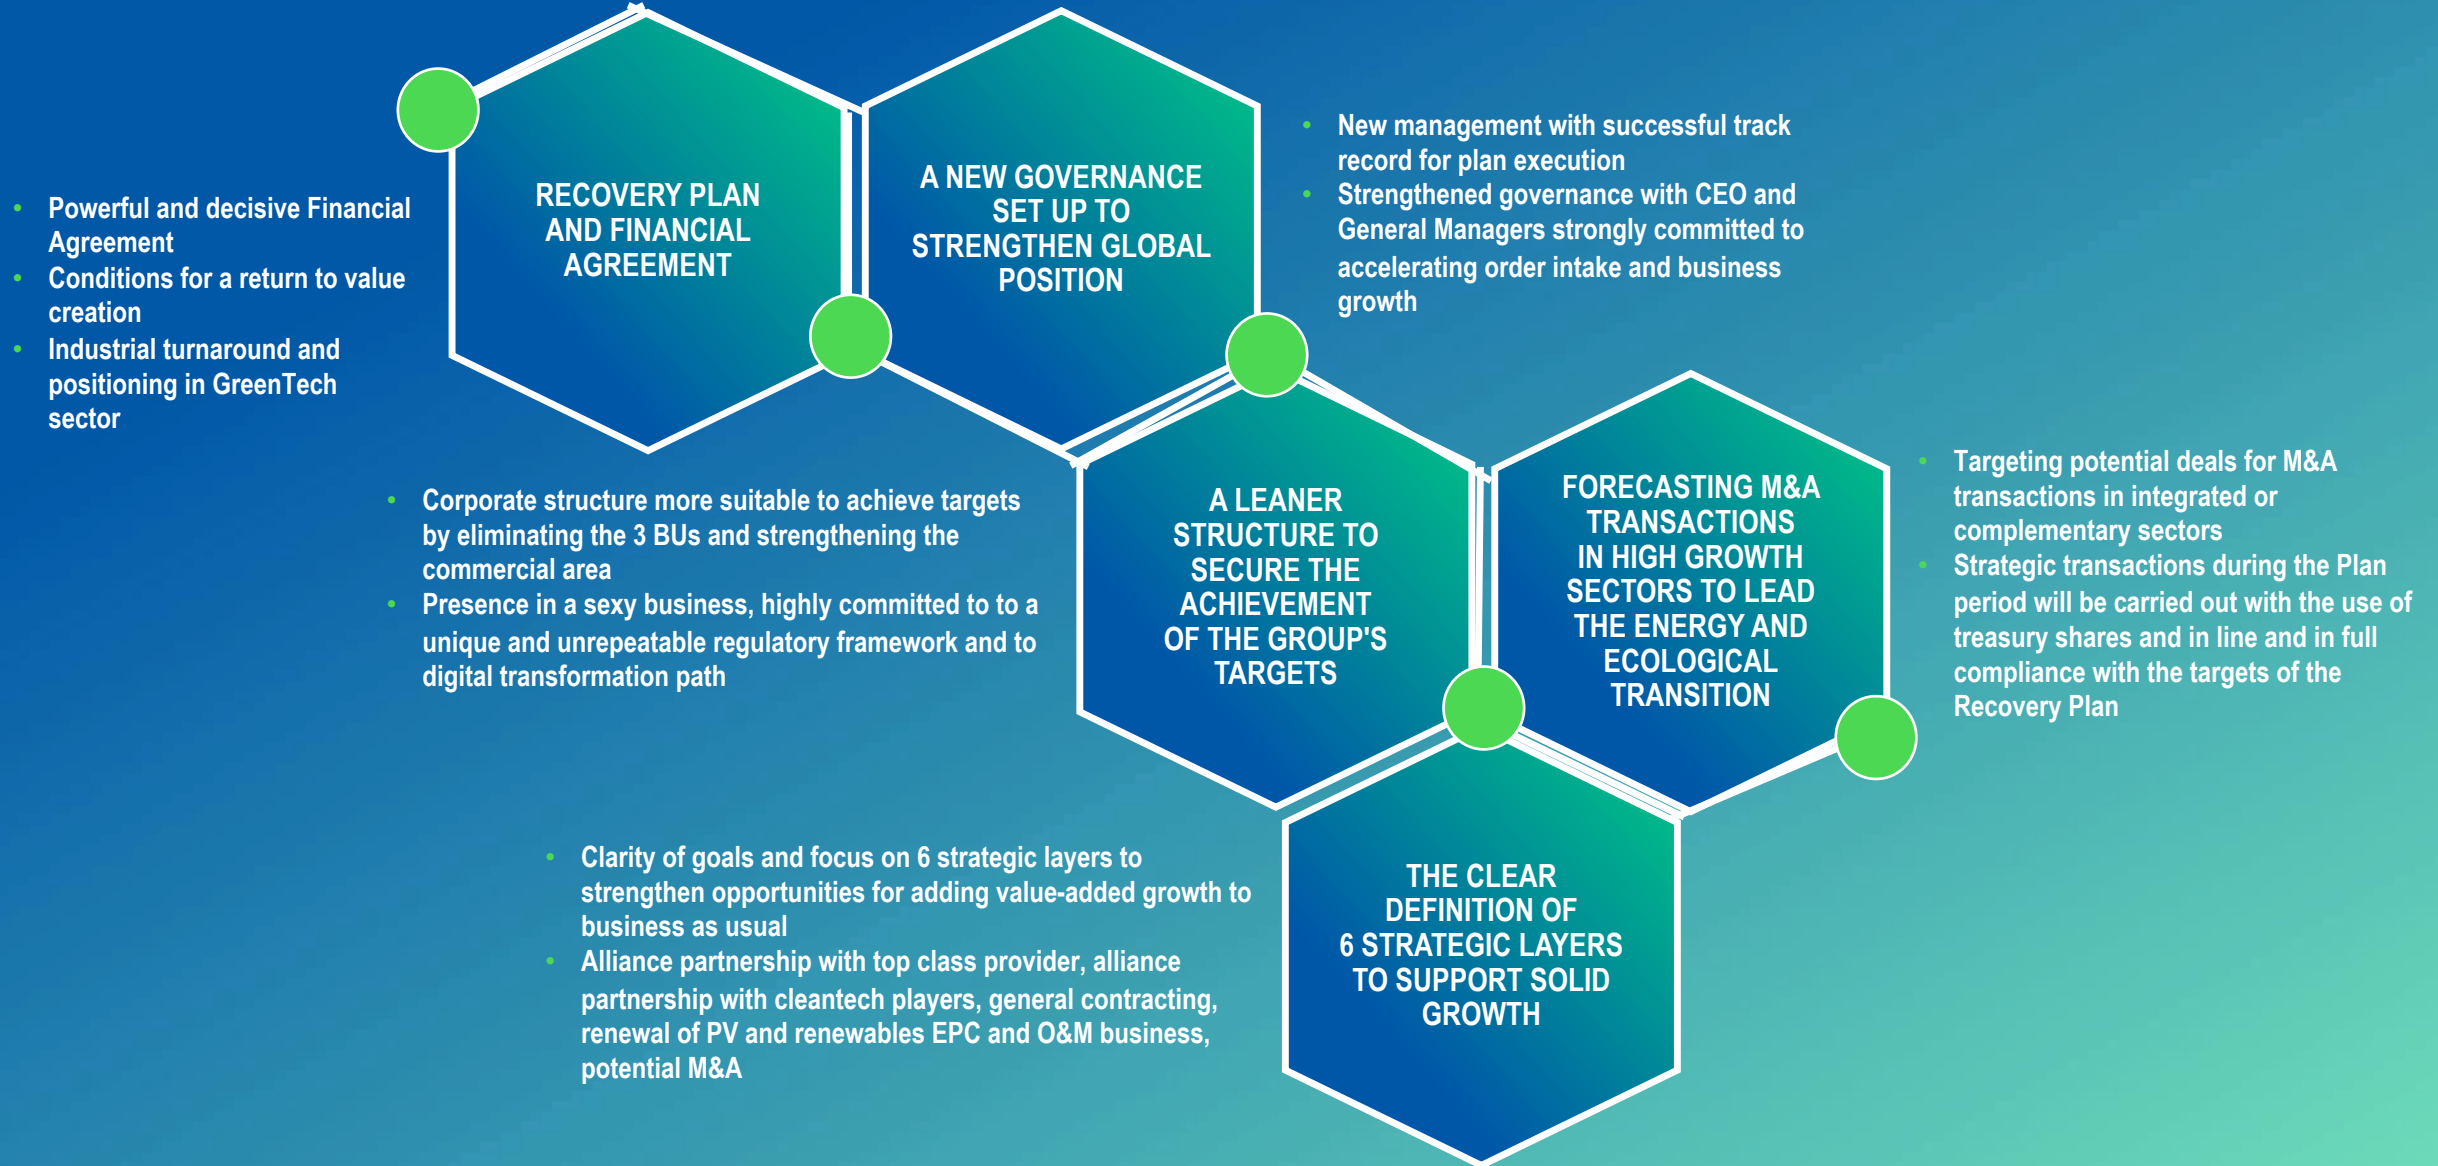 RECOVERY PLAN
AND FINANCIAL
AGREEMENT
• Powerful and decisive Financial
Agreement
• Conditions for a return to value
creation
• Industrial turnaround and
positioning in GreenTech
sector
A NEW GOVERNANCE
SET UP TO
STRENGTHEN GLOBAL
POSITION
• New management with successful track
record for plan execution
• Strengthened governance with CEO and
General Managers strongly committed to
accelerating order intake and business
growth
• Corporate structure more suitable to achieve targets
by eliminating the 3 BUs and strengthening the
commercial area
• Presence in a sexy business, highly committed to to a
unique and unrepeatable regulatory framework and to
digital transformation path
A LEANER
STRUCTURE TO
SECURE THE
ACHIEVEMENT
OF THE GROUP'S
TARGETS
FORECASTING M&A
TRANSACTIONS
IN HIGH GROWTH
SECTORS TO LEAD
THE ENERGY AND
ECOLOGICAL
TRANSITION
• Targeting potential deals for M&A
transactions in integrated or
complementary sectors
• Strategic transactions during the Plan
period will be carried out with the use of
treasury shares and in line and in full
compliance with the targets of the
Recovery Plan
• Clarity of goals and focus on 6 strategic layers to
strengthen opportunities for adding value-added growth to
business as usual
• Alliance partnership with top class provider, alliance
partnership with cleantech players, general contracting,
renewal of PV and renewables EPC and O&M business,
potential M&A
THE CLEAR
DEFINITION OF
6 STRATEGIC LAYERS
TO SUPPORT SOLID
GROWTH